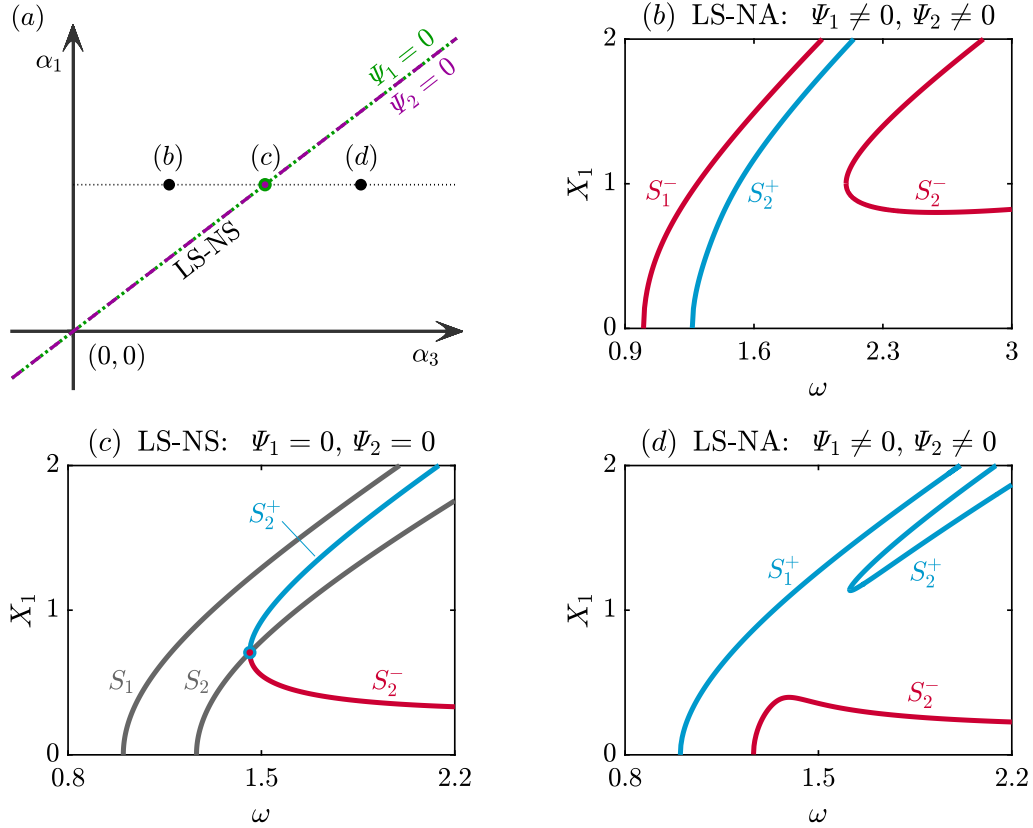 (a)
α₁
Ψ₁ = 0
Ψ₂ = 0
(b)
(c)
(d)
LS-NS
(0, 0)
α₃
(b) LS-NA: Ψ₁ ≠ 0, Ψ₂ ≠ 0
2
1
0
X₁
S₁⁻
S₂⁺
S₂⁻
0.9
1.6
2.3
3
ω
(c) LS-NS: Ψ₁ = 0, Ψ₂ = 0
2
1
0
X₁
S₂⁺
S₁
S₂
S₂⁻
0.8
1.5
2.2
ω
(d) LS-NA: Ψ₁ ≠ 0, Ψ₂ ≠ 0
2
1
0
X₁
S₁⁺
S₂⁺
S₂⁻
0.8
1.5
2.2
ω